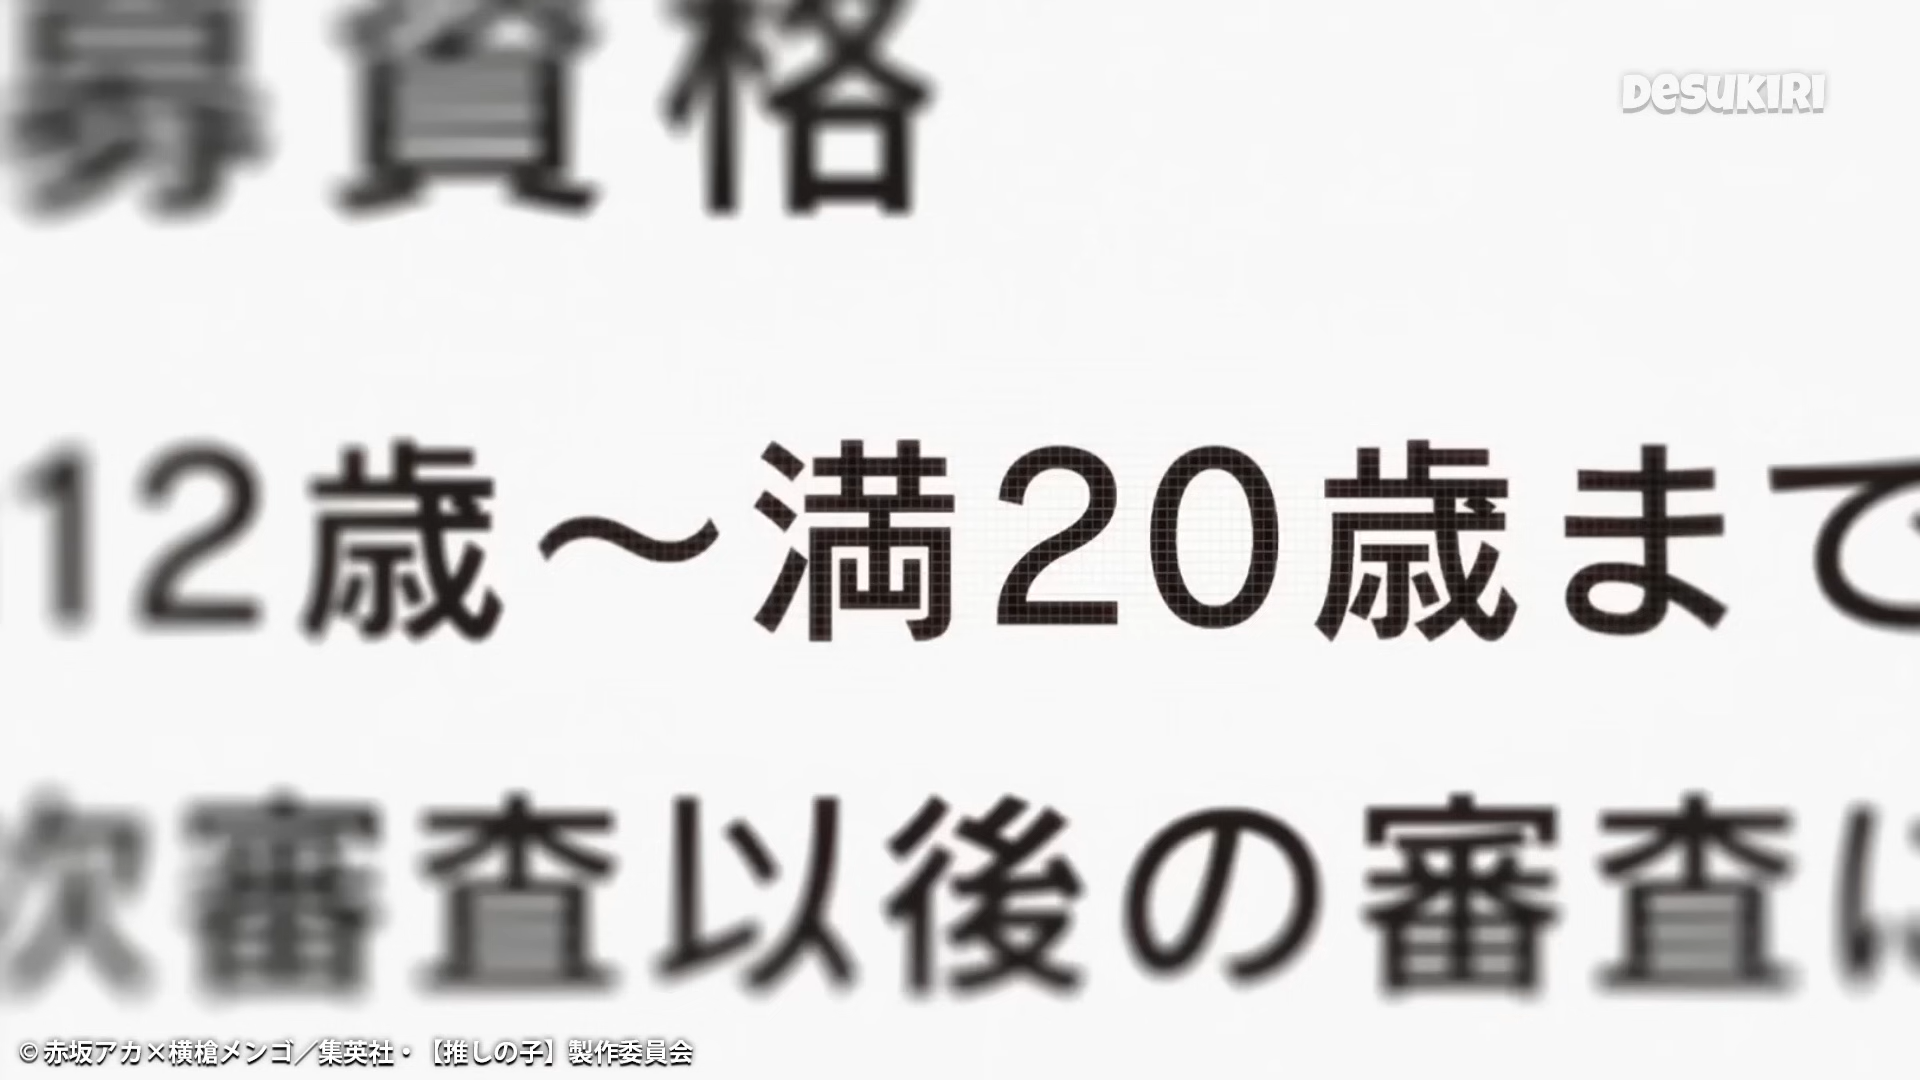 募資格
DESUKIRI
12歳～満20歳まで
次審査以後の審査に
© 赤坂アカ×横槍メンゴ／集英社・【推しの子】製作委員会